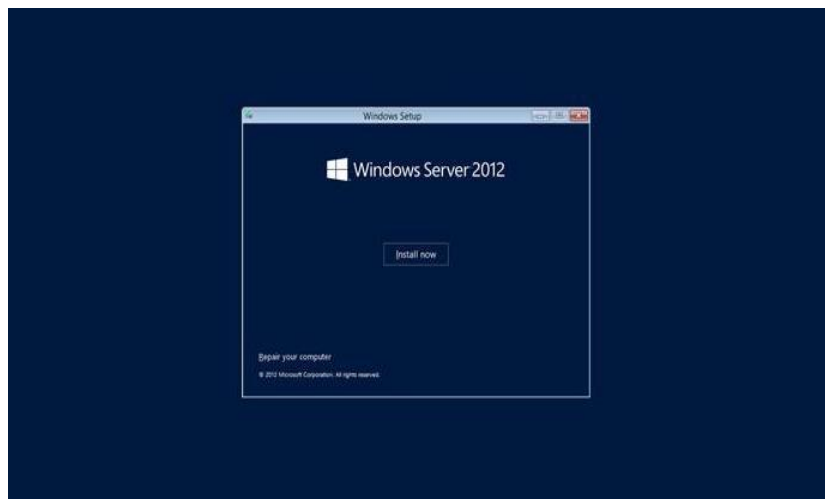 Windows Setup
Windows Server 2012
Install now
Repair your computer
© 2012 Microsoft Corporation. All rights reserved.